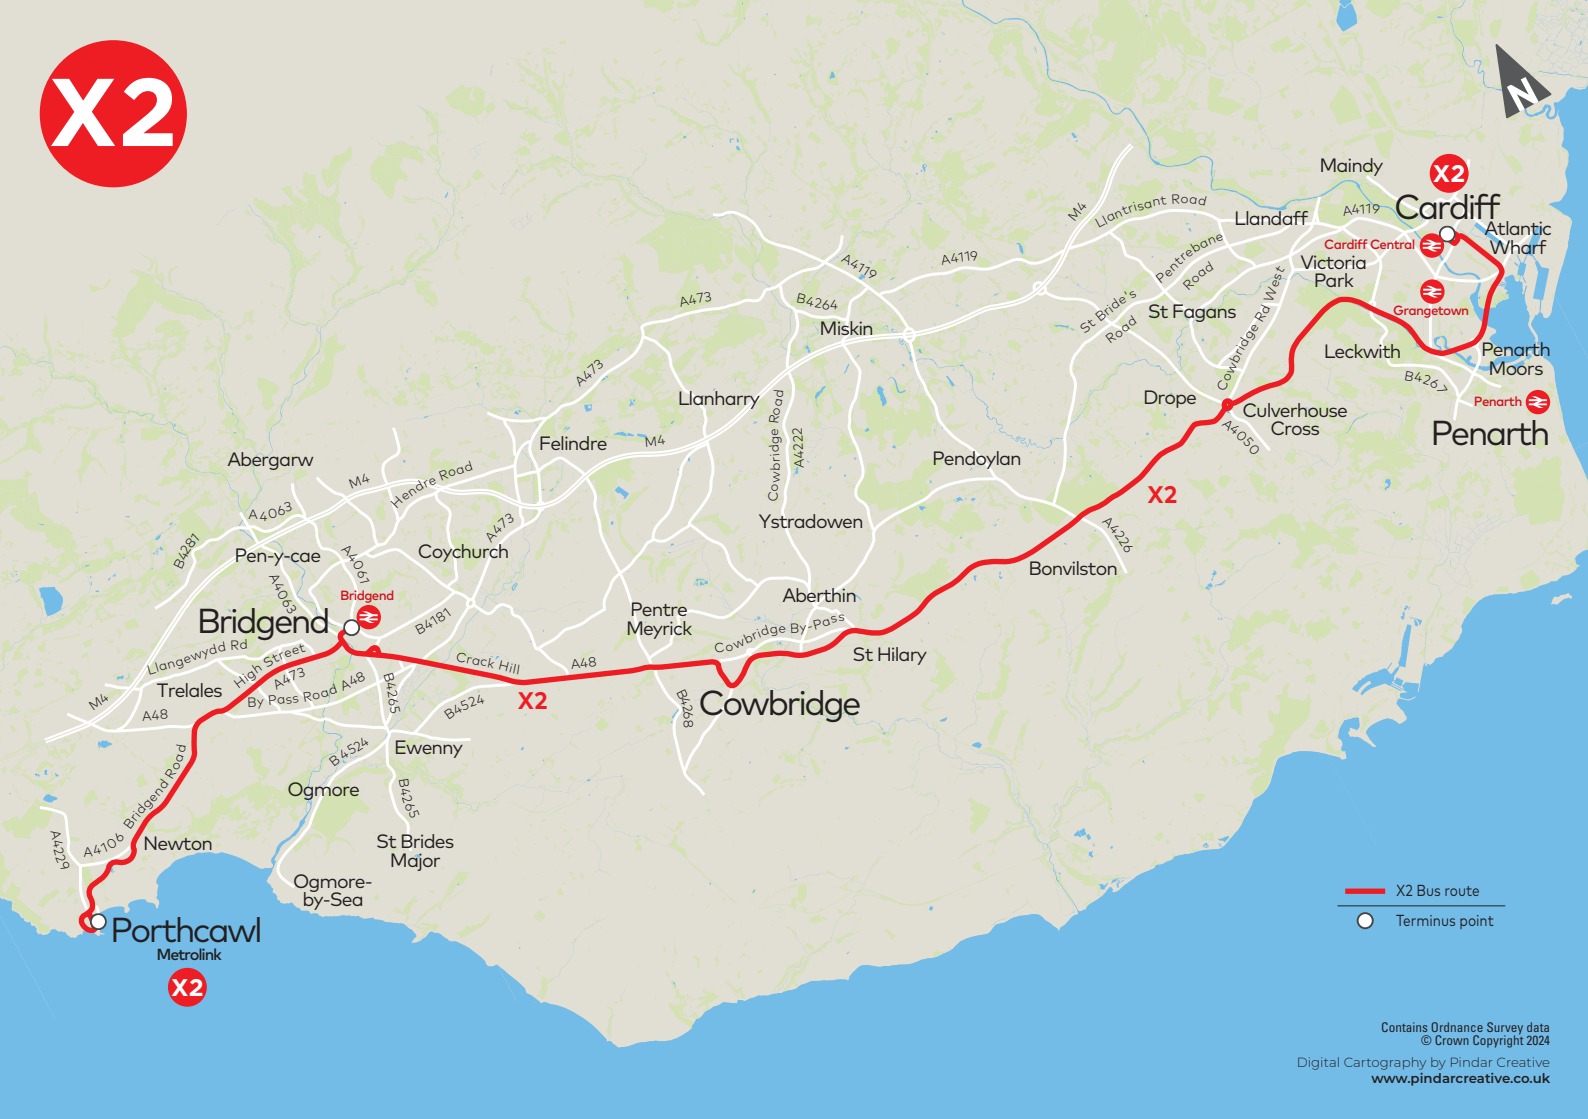 X2
N
Maindy
X2
Cardiff
Llantrisant Road
M4
Llandaff
A4119
Atlantic
Wharf
Cardiff Central
Pentrebane
Road
Victoria
Park
A4119
A4119
A473
B4264
Miskin
St Bride's
Road
St Fagans
Cowbridge Rd West
Grangetown
Leckwith
Penarth
Moors
B4267
Penarth
Penarth
A473
Llanharry
Drope
Culverhouse
Cross
A4050
Cowbridge Road
A4222
Felindre
M4
Abergarw
M4
Hendre Road
Pendoylan
X2
A4063
A473
Ystradowen
A4226
B4281
Pen-y-cae
A4061
Coychurch
Bonvilston
A4063
Bridgend
Bridgend
Aberthin
Pentre
Meyrick
B4181
Cowbridge By-Pass
St Hilary
Llangewydd Rd
High Street
Crack Hill
A48
A473
Trelales
By Pass Road A48
M4
A48
B4265
B4524
X2
B4268
Cowbridge
Ewenny
B4524
Bridgend Road
Ogmore
B4265
A4229
A4106
Newton
St Brides
Major
Ogmore-
by-Sea
Porthcawl
Metrolink
X2
X2 Bus route
Terminus point
Contains Ordnance Survey data
© Crown Copyright 2024
Digital Cartography by Pindar Creative
www.pindarcreative.co.uk